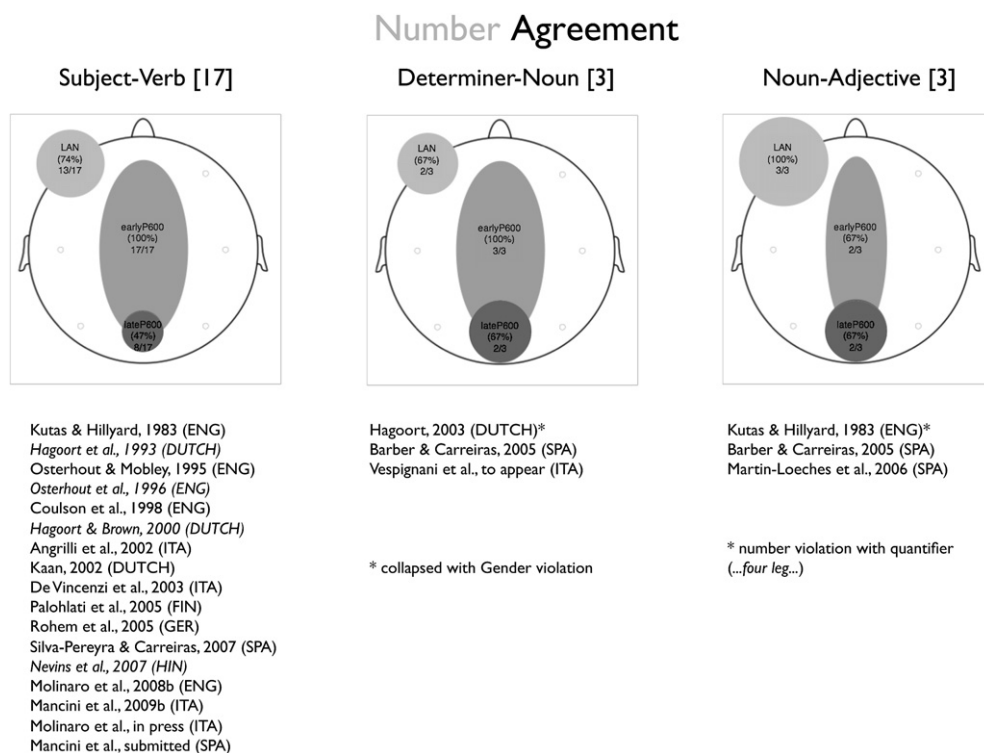 Number Agreement
Subject-Verb [17]
LAN
(74%)
13/17
earlyP600
(100%)
17/17
lateP600
(47%)
8/17
Kutas & Hillyard, 1983 (ENG)
Hagoort et al., 1993 (DUTCH)
Osterhout & Mobley, 1995 (ENG)
Osterhout et al., 1996 (ENG)
Coulson et al., 1998 (ENG)
Hagoort & Brown, 2000 (DUTCH)
Angrilli et al., 2002 (ITA)
Kaan, 2002 (DUTCH)
De Vincenzi et al., 2003 (ITA)
Palohlati et al., 2005 (FIN)
Rohem et al., 2005 (GER)
Silva-Pereyra & Carreiras, 2007 (SPA)
Nevins et al., 2007 (HIN)
Molinaro et al., 2008b (ENG)
Mancini et al., 2009b (ITA)
Molinaro et al., in press (ITA)
Mancini et al., submitted (SPA)
Determiner-Noun [3]
LAN
(67%)
2/3
earlyP600
(100%)
3/3
lateP600
(67%)
2/3
Hagoort, 2003 (DUTCH)*
Barber & Carreiras, 2005 (SPA)
Vespignani et al., to appear (ITA)
* collapsed with Gender violation
Noun-Adjective [3]
LAN
(100%)
3/3
earlyP600
(67%)
2/3
lateP600
(67%)
2/3
Kutas & Hillyard, 1983 (ENG)*
Barber & Carreiras, 2005 (SPA)
Martin-Loeches et al., 2006 (SPA)
* number violation with quantifier
(...four leg...)